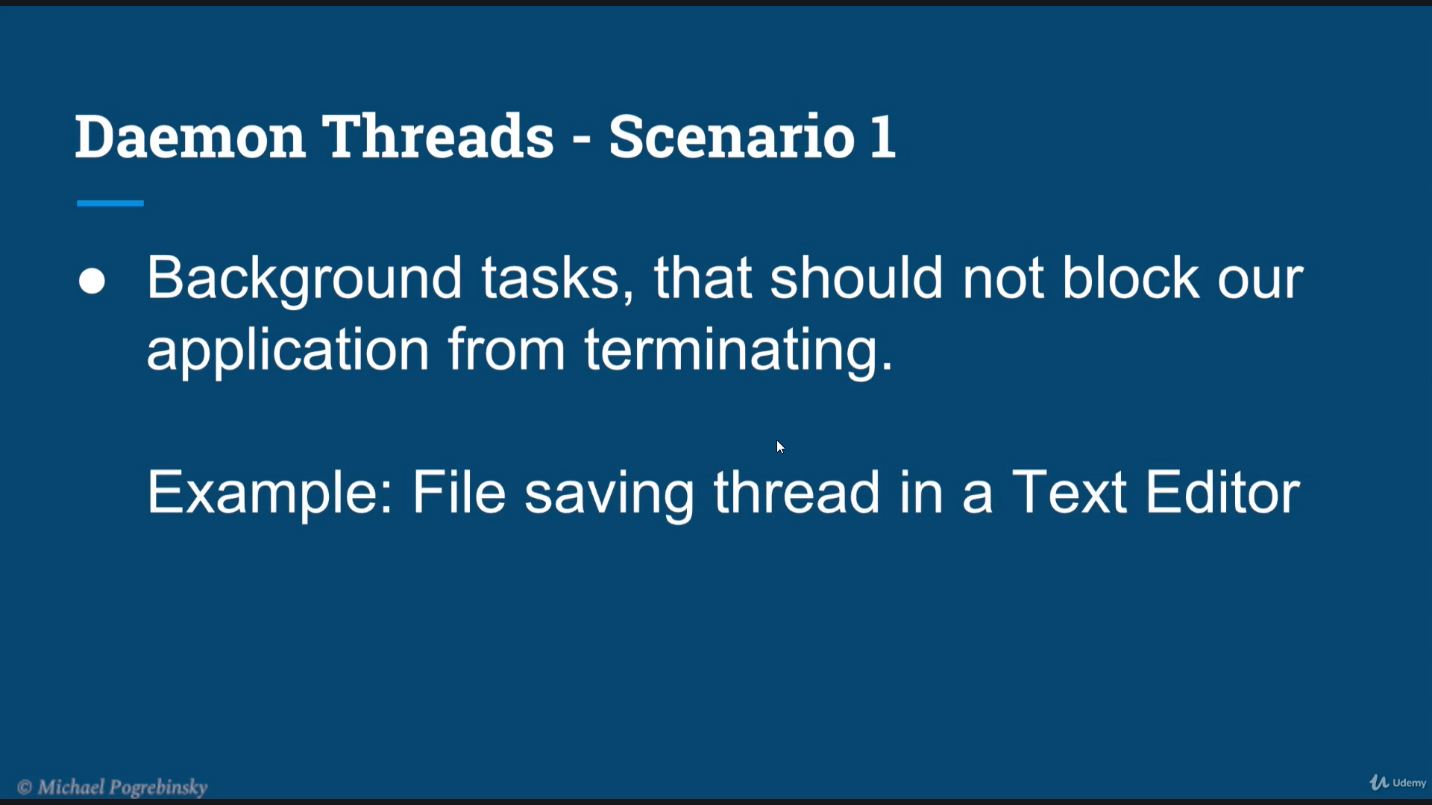 Daemon Threads - Scenario 1
● Background tasks, that should not block our
application from terminating.
Example: File saving thread in a Text Editor
© Michael Pogrebinsky
Udemy